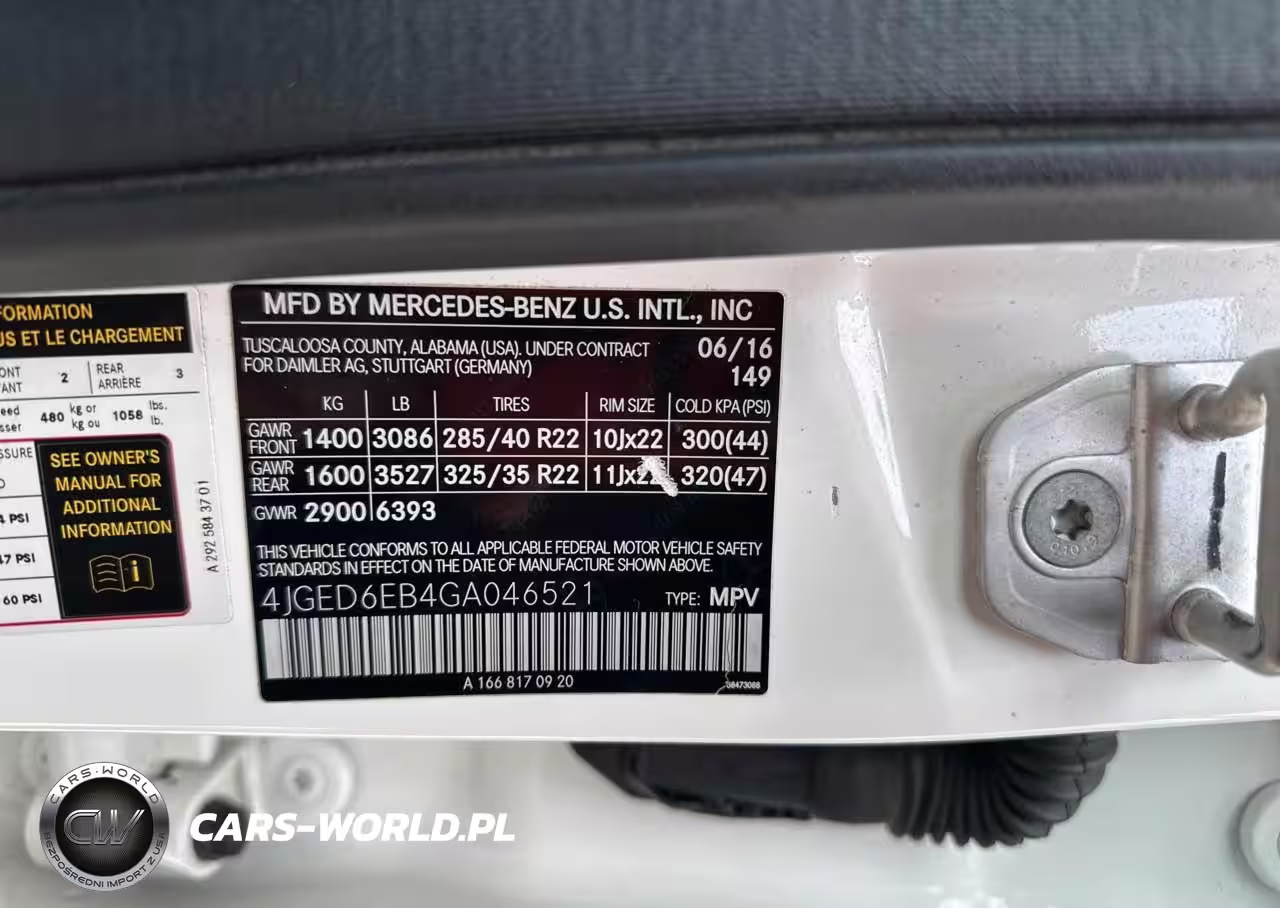 FORMATION
US ET LE CHARGEMENT
ONT
ANT
2
REAR
ARRIÈRE
3
480
kg or
kg ou
1058
lbs.
lb.
SEE OWNER'S
MANUAL FOR
ADDITIONAL
INFORMATION
4 PSI
47 PSI
60 PSI
A 292 584 37 01
MFD BY MERCEDES-BENZ U.S. INTL., INC
TUSCALOOSA COUNTY, ALABAMA (USA). UNDER CONTRACT
FOR DAIMLER AG, STUTTGART (GERMANY)
06/16
149
KG LB TIRES RIM SIZE COLD KPA (PSI)
GAWR FRONT 1400 3086 285/40 R22 10Jx22 300(44)
GAWR REAR 1600 3527 325/35 R22 11Jx22 320(47)
GVWR 2900 6393
THIS VEHICLE CONFORMS TO ALL APPLICABLE FEDERAL MOTOR VEHICLE SAFETY
STANDARDS IN EFFECT ON THE DATE OF MANUFACTURE SHOWN ABOVE.
4JGED6EB4GA046521 TYPE: MPV
A 166 817 09 20
CARS-WORLD
CW
BEZPOŚREDNI IMPORT Z USA
CARS-WORLD.PL